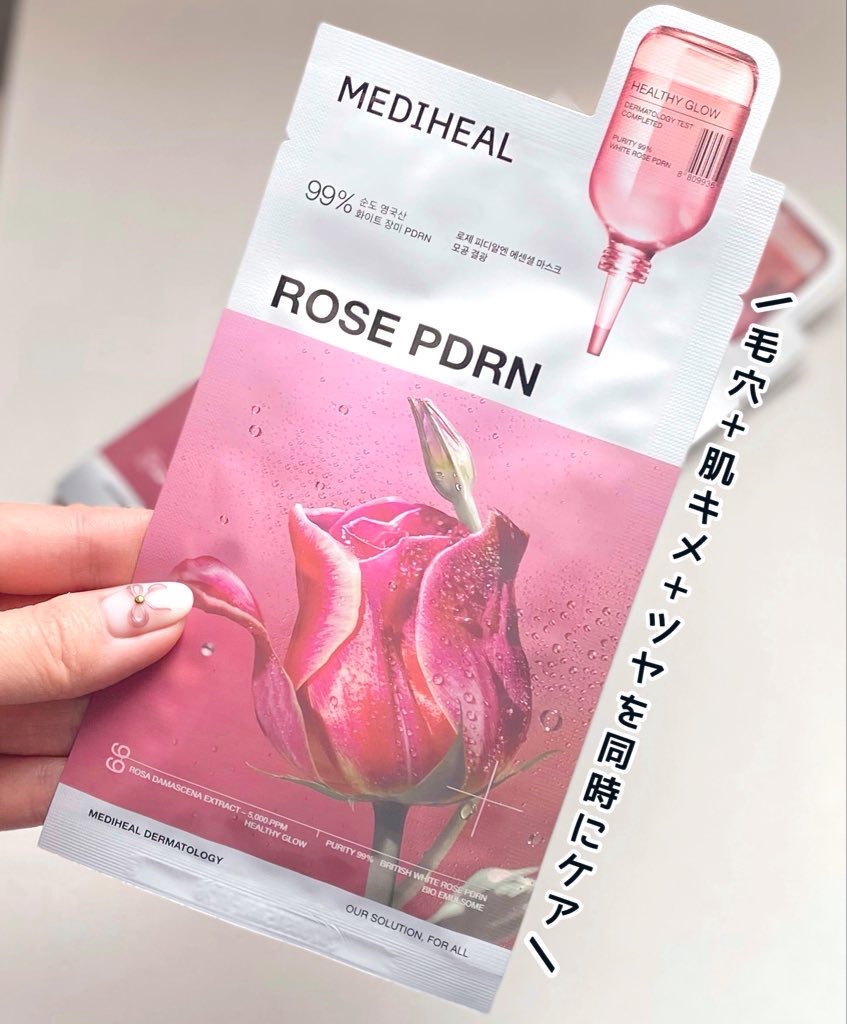 MEDIHEAL
99% 순도 영국산
화이트 장미 PDRN
로제 피디알엔 에센셜 마스크
모공 결광
HEALTHY GLOW
DERMATOLOGY TEST
COMPLETED
PURITY 99%
WHITE ROSE PDRN
ROSE PDRN
\毛穴+肌キメ+ツヤを同時にケア/
99
ROSA DAMASCENA EXTRACT – 5,000PPM
HEALTHY GLOW
PURITY 99% BRITISH WHITE ROSE PDRN
BIO EMULSOME
MEDIHEAL DERMATOLOGY
OUR SOLUTION, FOR ALL